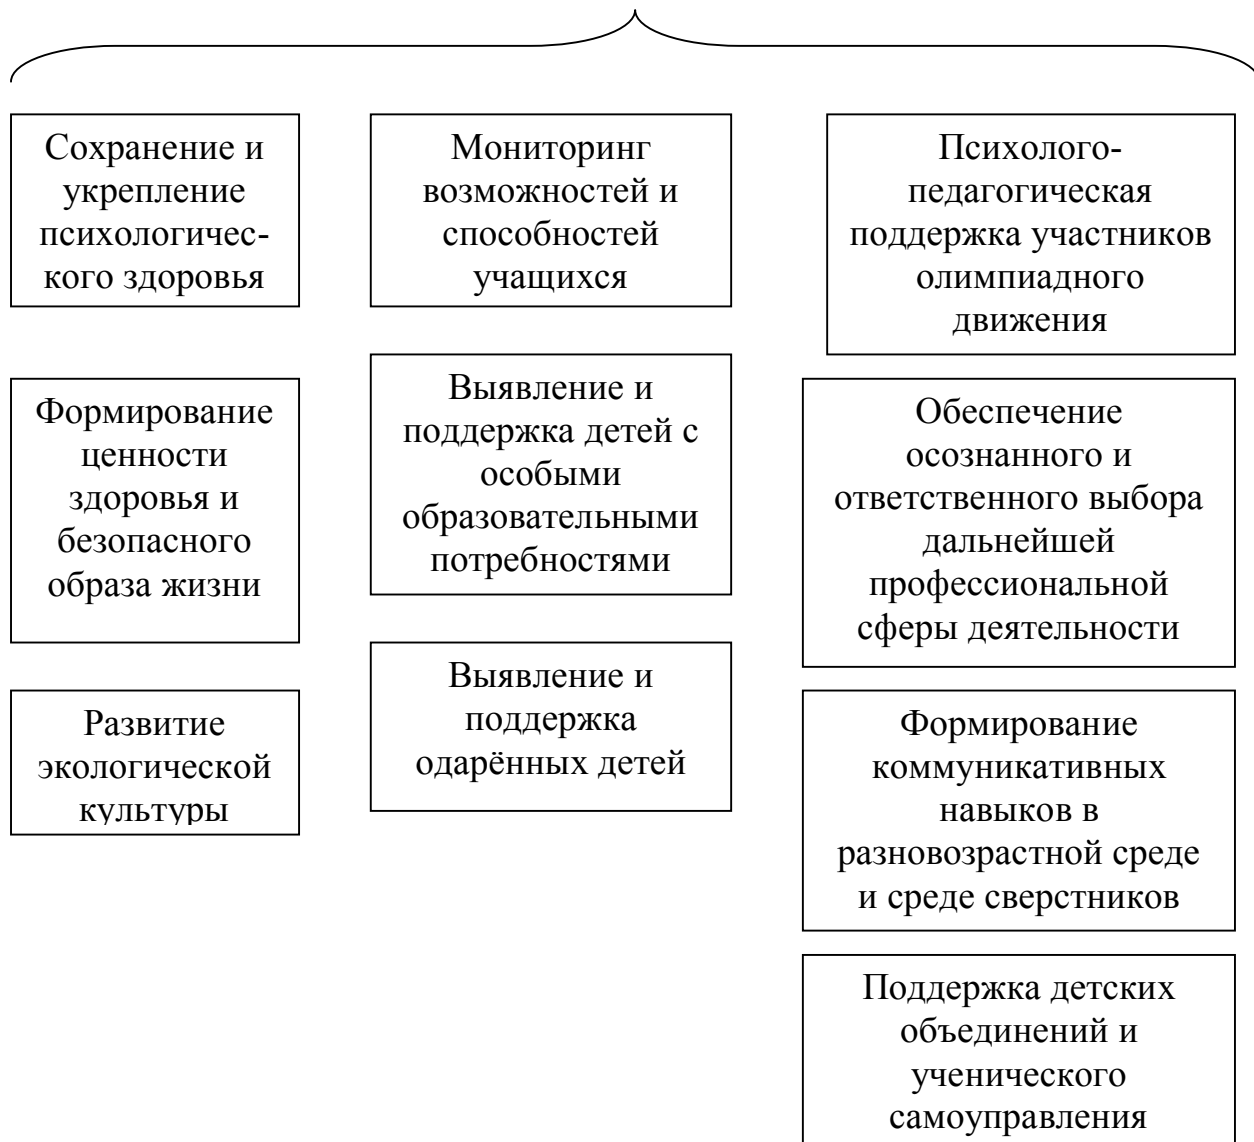 Сохранение и
укрепление
психологичес-
кого здоровья
Формирование
ценности
здоровья и
безопасного
образа жизни
Развитие
экологической
культуры
Мониторинг
возможностей и
способностей
учащихся
Выявление и
поддержка детей с
особыми
образовательными
потребностями
Выявление и
поддержка
одарённых детей
Психолого-
педагогическая
поддержка участников
олимпиадного
движения
Обеспечение
осознанного и
ответственного выбора
дальнейшей
профессиональной
сферы деятельности
Формирование
коммуникативных
навыков в
разновозрастной среде
и среде сверстников
Поддержка детских
объединений и
ученического
самоуправления